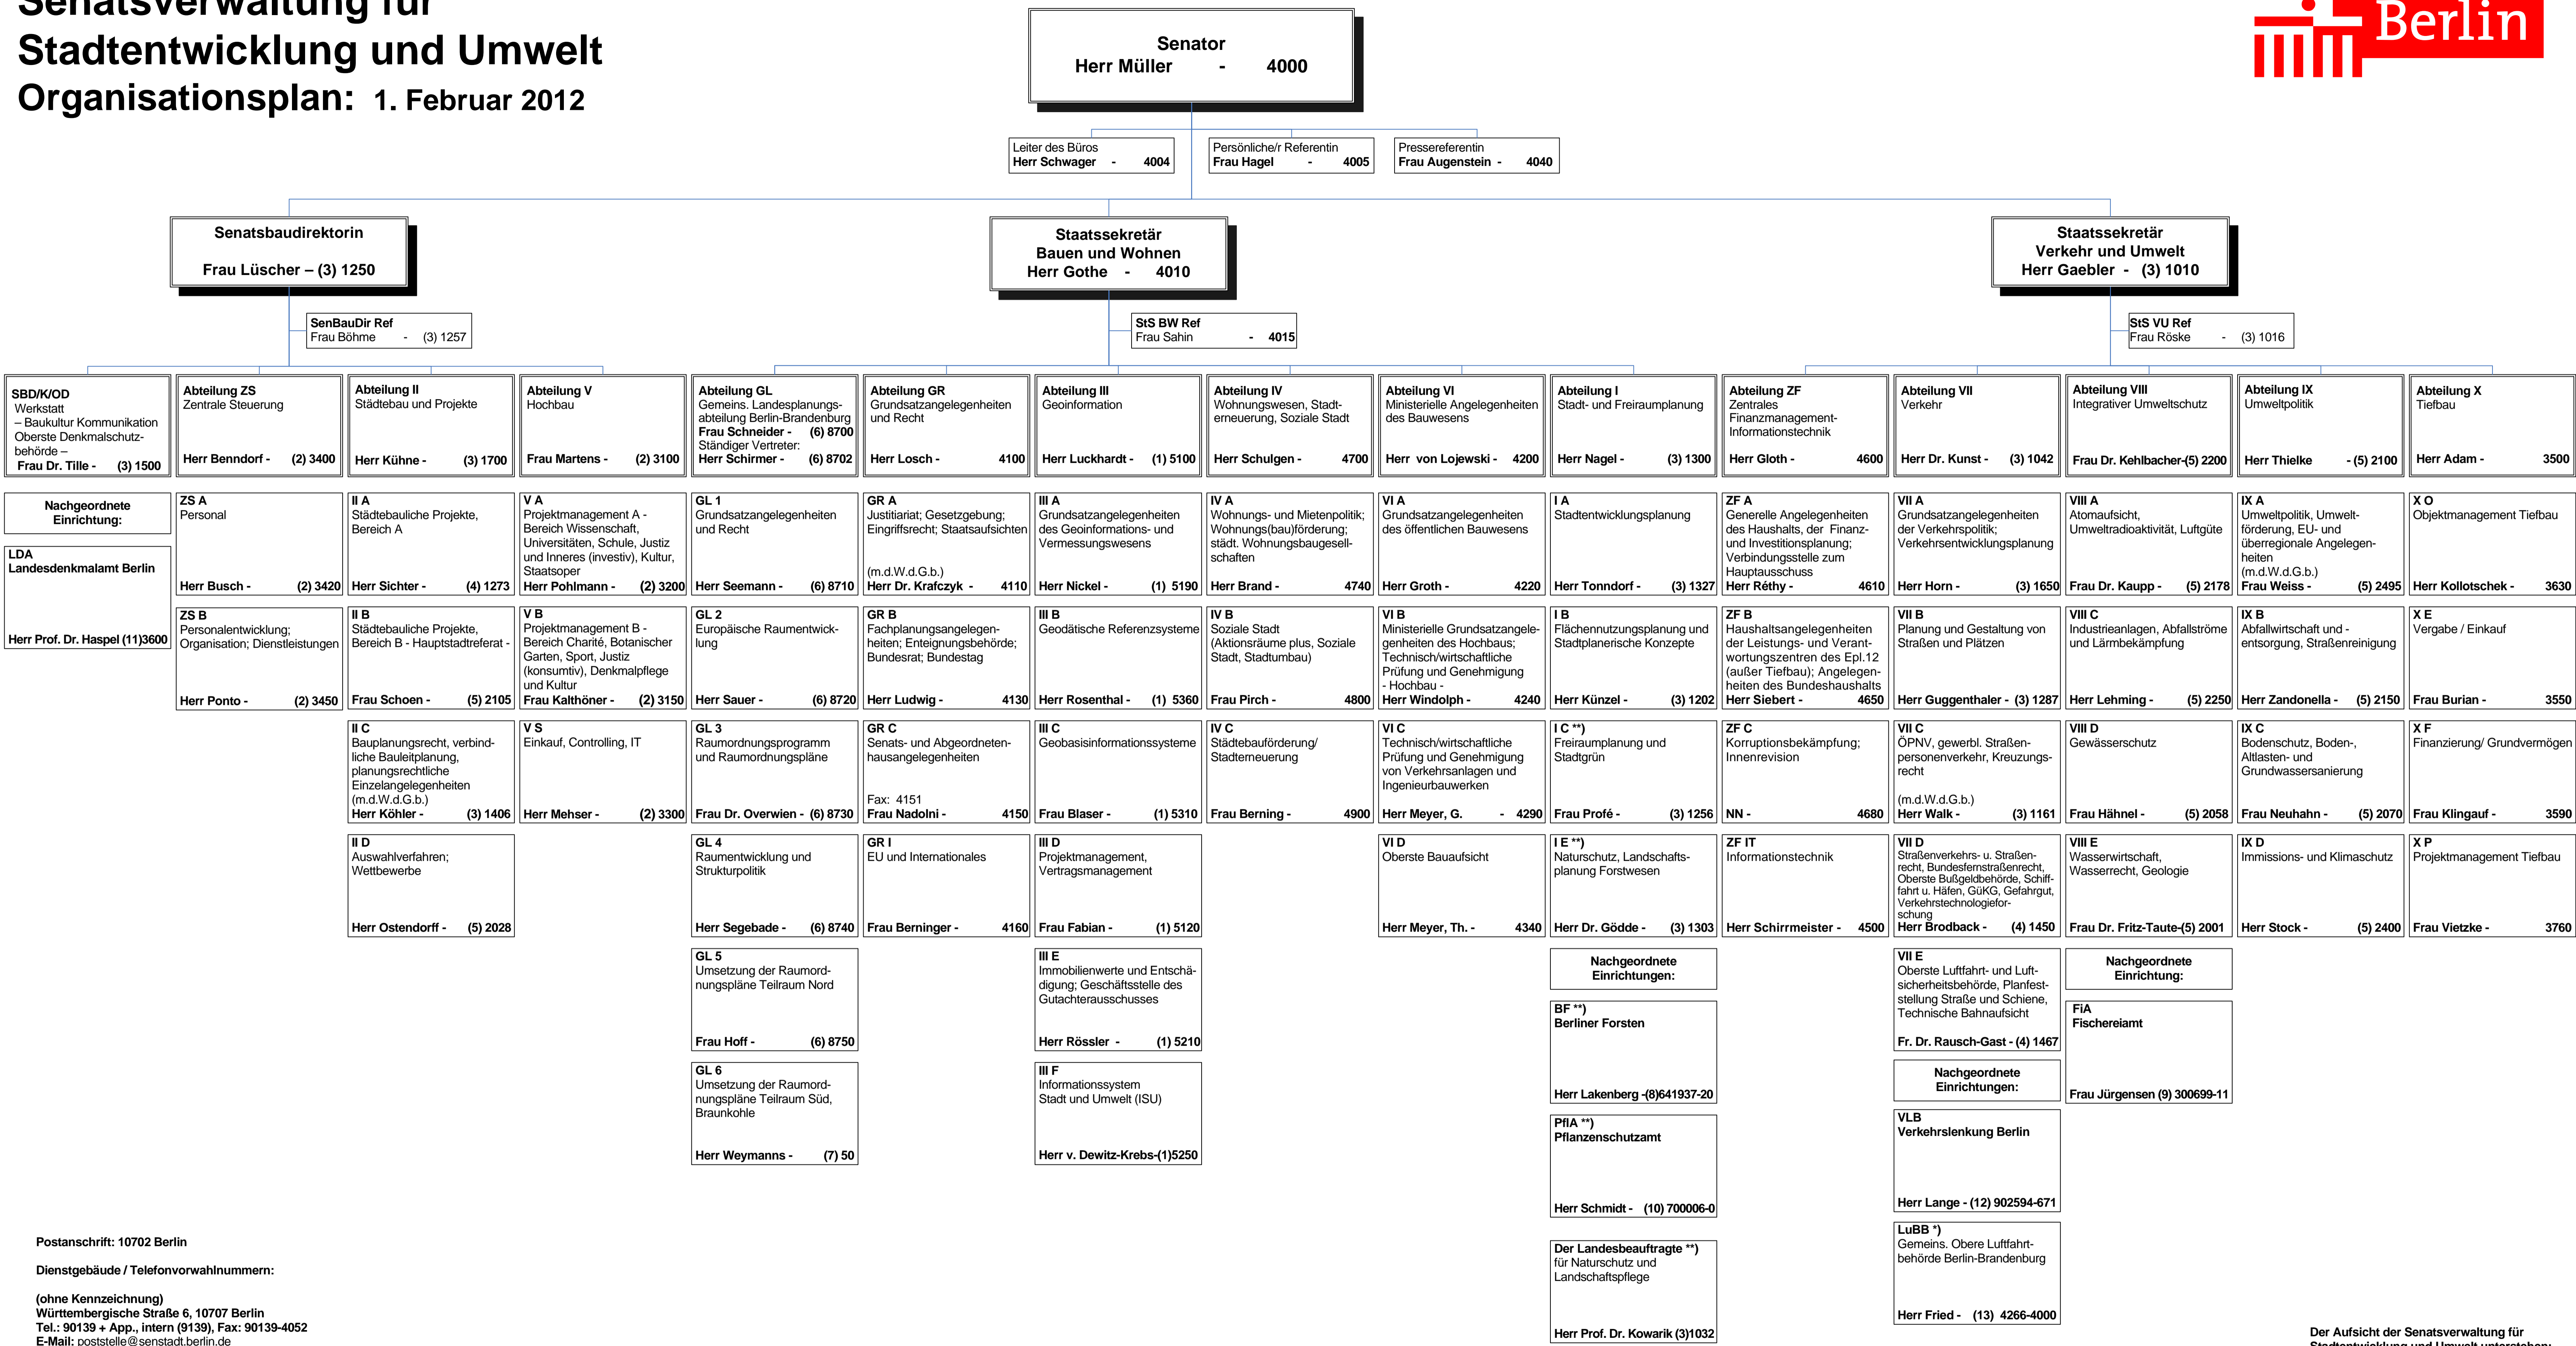 Senatsverwaltung für
Stadtentwicklung und Umwelt
Organisationsplan: 1. Februar 2012
Berlin
Senator
Herr Müller - 4000
Leiter des Büros
Herr Schwager - 4004
Persönliche/r Referentin
Frau Hagel - 4005
Pressereferentin
Frau Augenstein - 4040
Senatsbaudirektorin
Frau Lüscher – (3) 1250
Staatssekretär
Bauen und Wohnen
Herr Gothe - 4010
Staatssekretär
Verkehr und Umwelt
Herr Gaebler - (3) 1010
SenBauDir Ref
Frau Böhme - (3) 1257
StS BW Ref
Frau Sahin - 4015
StS VU Ref
Frau Röske - (3) 1016
SBD/K/OD
Werkstatt
– Baukultur Kommunikation
Oberste Denkmalschutz-
behörde –
Frau Dr. Tille - (3) 1500
Abteilung ZS
Zentrale Steuerung
Herr Benndorf - (2) 3400
Abteilung II
Städtebau und Projekte
Herr Kühne - (3) 1700
Abteilung V
Hochbau
Frau Martens - (2) 3100
Abteilung GL
Gemeins. Landesplanungs-
abteilung Berlin-Brandenburg
Frau Schneider - (6) 8700
Ständiger Vertreter:
Herr Schirmer - (6) 8702
Abteilung GR
Grundsatzangelegenheiten
und Recht
Herr Losch - 4100
Abteilung III
Geoinformation
Herr Luckhardt - (1) 5100
Abteilung IV
Wohnungswesen, Stadt-
erneuerung, Soziale Stadt
Herr Schulgen - 4700
Abteilung VI
Ministerielle Angelegenheiten
des Bauwesens
Herr von Lojewski - 4200
Abteilung I
Stadt- und Freiraumplanung
Herr Nagel - (3) 1300
Abteilung ZF
Zentrales
Finanzmanagement-
Informationstechnik
Herr Gloth - 4600
Abteilung VII
Verkehr
Herr Dr. Kunst - (3) 1042
Abteilung VIII
Integrativer Umweltschutz
Frau Dr. Kehlbacher-(5) 2200
Abteilung IX
Umweltpolitik
Herr Thielke - (5) 2100
Abteilung X
Tiefbau
Herr Adam - 3500
Nachgeordnete
Einrichtung:
LDA
Landesdenkmalamt Berlin
Herr Prof. Dr. Haspel (11)3600
ZS A
Personal
Herr Busch - (2) 3420
ZS B
Personalentwicklung;
Organisation; Dienstleistungen
Herr Ponto - (2) 3450
II A
Städtebauliche Projekte,
Bereich A
Herr Sichter - (4) 1273
II B
Städtebauliche Projekte,
Bereich B - Hauptstadtreferat -
Frau Schoen - (5) 2105
II C
Bauplanungsrecht, verbind-
liche Bauleitplanung,
planungsrechtliche
Einzelangelegenheiten
(m.d.W.d.G.b.)
Herr Köhler - (3) 1406
II D
Auswahlverfahren;
Wettbewerbe
Herr Ostendorff - (5) 2028
V A
Projektmanagement A -
Bereich Wissenschaft,
Universitäten, Schule, Justiz
und Inneres (investiv), Kultur,
Staatsoper
Herr Pohlmann - (2) 3200
V B
Projektmanagement B -
Bereich Charité, Botanischer
Garten, Sport, Justiz
(konsumtiv), Denkmalpflege
und Kultur
Frau Kalthöner - (2) 3150
V S
Einkauf, Controlling, IT
Herr Mehser - (2) 3300
GL 1
Grundsatzangelegenheiten
und Recht
Herr Seemann - (6) 8710
GL 2
Europäische Raumentwick-
lung
Herr Sauer - (6) 8720
GL 3
Raumordnungsprogramm
und Raumordnungspläne
Frau Dr. Overwien - (6) 8730
GL 4
Raumentwicklung und
Strukturpolitik
Herr Segebade - (6) 8740
GL 5
Umsetzung der Raumord-
nungspläne Teilraum Nord
Frau Hoff - (6) 8750
GL 6
Umsetzung der Raumord-
nungspläne Teilraum Süd,
Braunkohle
Herr Weymanns - (7) 50
GR A
Justitiariat; Gesetzgebung;
Eingriffsrecht; Staatsaufsichten
(m.d.W.d.G.b.)
Herr Dr. Krafczyk - 4110
GR B
Fachplanungsangelegen-
heiten; Enteignungsbehörde;
Bundesrat; Bundestag
Herr Ludwig - 4130
GR C
Senats- und Abgeordneten-
hausangelegenheiten
Fax: 4151
Frau Nadolni - 4150
GR I
EU und Internationales
Frau Berninger - 4160
III A
Grundsatzangelegenheiten
des Geoinformations- und
Vermessungswesens
Herr Nickel - (1) 5190
III B
Geodätische Referenzsysteme
Herr Rosenthal - (1) 5360
III C
Geobasisinformationssysteme
Frau Blaser - (1) 5310
III D
Projektmanagement,
Vertragsmanagement
Frau Fabian - (1) 5120
III E
Immobilienwerte und Entschä-
digung; Geschäftsstelle des
Gutachterausschusses
Herr Rössler - (1) 5210
III F
Informationssystem
Stadt und Umwelt (ISU)
Herr v. Dewitz-Krebs-(1)5250
IV A
Wohnungs- und Mietenpolitik;
Wohnungs(bau)förderung;
städt. Wohnungsbaugesell-
schaften
Herr Brand - 4740
IV B
Soziale Stadt
(Aktionsräume plus, Soziale
Stadt, Stadtumbau)
Frau Pirch - 4800
IV C
Städtebauförderung/
Stadterneuerung
Frau Berning - 4900
VI A
Grundsatzangelegenheiten
des öffentlichen Bauwesens
Herr Groth - 4220
VI B
Ministerielle Grundsatzangele-
genheiten des Hochbaus;
Technisch/wirtschaftliche
Prüfung und Genehmigung
- Hochbau -
Herr Windolph - 4240
VI C
Technisch/wirtschaftliche
Prüfung und Genehmigung
von Verkehrsanlagen und
Ingenieurbauwerken
Herr Meyer, G. - 4290
VI D
Oberste Bauaufsicht
Herr Meyer, Th. - 4340
I A
Stadtentwicklungsplanung
Herr Tonndorf - (3) 1327
I B
Flächennutzungsplanung und
Stadtplanerische Konzepte
Herr Künzel - (3) 1202
I C **)
Freiraumplanung und
Stadtgrün
Frau Profé - (3) 1256
I E **)
Naturschutz, Landschafts-
planung Forstwesen
Herr Dr. Gödde - (3) 1303
Nachgeordnete
Einrichtungen:
BF **)
Berliner Forsten
Herr Lakenberg -(8)641937-20
PflA **)
Pflanzenschutzamt
Herr Schmidt - (10) 700006-0
Der Landesbeauftragte **)
für Naturschutz und
Landschaftspflege
Herr Prof. Dr. Kowarik (3)1032
ZF A
Generelle Angelegenheiten
des Haushalts, der Finanz-
und Investitionsplanung;
Verbindungsstelle zum
Hauptausschuss
Herr Réthy - 4610
ZF B
Haushaltsangelegenheiten
der Leistungs- und Verant-
wortungszentren des Epl.12
(außer Tiefbau); Angelegen-
heiten des Bundeshaushalts
Herr Siebert - 4650
ZF C
Korruptionsbekämpfung;
Innenrevision
NN - 4680
ZF IT
Informationstechnik
Herr Schirrmeister - 4500
VII A
Grundsatzangelegenheiten
der Verkehrspolitik;
Verkehrsentwicklungsplanung
Herr Horn - (3) 1650
VII B
Planung und Gestaltung von
Straßen und Plätzen
Herr Guggenthaler - (3) 1287
VII C
ÖPNV, gewerbl. Straßen-
personenverkehr, Kreuzungs-
recht
(m.d.W.d.G.b.)
Herr Walk - (3) 1161
VII D
Straßenverkehrs- u. Straßen-
recht, Bundesfernstraßenrecht,
Oberste Bußgeldbehörde, Schiff-
fahrt u. Häfen, GüKG, Gefahrgut,
Verkehrstechnologiefor-
schung
Herr Brodback - (4) 1450
VII E
Oberste Luftfahrt- und Luft-
sicherheitsbehörde, Planfest-
stellung Straße und Schiene,
Technische Bahnaufsicht
Fr. Dr. Rausch-Gast - (4) 1467
Nachgeordnete
Einrichtungen:
VLB
Verkehrslenkung Berlin
Herr Lange - (12) 902594-671
LuBB *)
Gemeins. Obere Luftfahrt-
behörde Berlin-Brandenburg
Herr Fried - (13) 4266-4000
VIII A
Atomaufsicht,
Umweltradioaktivität, Luftgüte
Frau Dr. Kaupp - (5) 2178
VIII C
Industrieanlagen, Abfallströme
und Lärmbekämpfung
Herr Lehming - (5) 2250
VIII D
Gewässerschutz
Frau Hähnel - (5) 2058
VIII E
Wasserwirtschaft,
Wasserrecht, Geologie
Frau Dr. Fritz-Taute-(5) 2001
Nachgeordnete
Einrichtung:
FiA
Fischereiamt
Frau Jürgensen (9) 300699-11
IX A
Umweltpolitik, Umwelt-
förderung, EU- und
überregionale Angelegen-
heiten
(m.d.W.d.G.b.)
Frau Weiss - (5) 2495
IX B
Abfallwirtschaft und -
entsorgung, Straßenreinigung
Herr Zandonella - (5) 2150
IX C
Bodenschutz, Boden-,
Altlasten- und
Grundwassersanierung
Frau Neuhahn - (5) 2070
IX D
Immissions- und Klimaschutz
Herr Stock - (5) 2400
X O
Objektmanagement Tiefbau
Herr Kollotschek - 3630
X E
Vergabe / Einkauf
Frau Burian - 3550
X F
Finanzierung/ Grundvermögen
Frau Klingauf - 3590
X P
Projektmanagement Tiefbau
Frau Vietzke - 3760
Postanschrift: 10702 Berlin
Dienstgebäude / Telefonvorwahlnummern:
(ohne Kennzeichnung)
Württembergische Straße 6, 10707 Berlin
Tel.: 90139 + App., intern (9139), Fax: 90139-4052
E-Mail: poststelle@senstadt.berlin.de
Der Aufsicht der Senatsverwaltung für
Stadtentwicklung und Umwelt unterstehen: